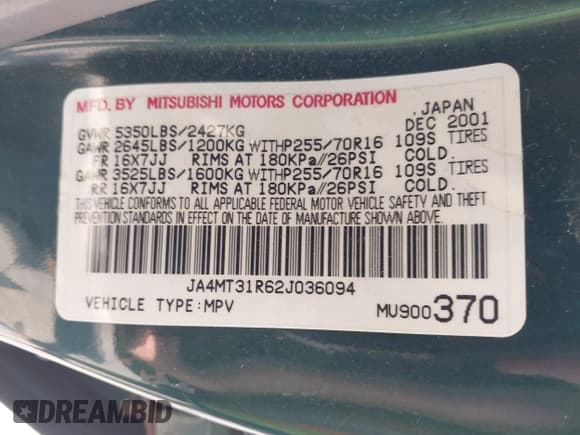 MFD. BY MITSUBISHI MOTORS CORPORATION
, JAPAN
GVWR 5350LBS/2427KG DEC 2001
GAWR 2645LBS/1200KG WITHP255/70R16 109S TIRES
FR 16X7JJ RIMS AT 180KPa//26PSI COLD.
GAWR 3525LBS/1600KG WITHP255/70R16 109S TIRES
RR 16X7JJ RIMS AT 180KPa//26PSI COLD.
THIS VEHICLE CONFORMS TO ALL APPLICABLE FEDERAL MOTOR VEHICLE SAFETY AND THEFT
PREVENTION STANDARDS IN EFFECT ON THE DATE OF MANUFACTURE SHOWN ABOVE.
JA4MT31R62J036094
VEHICLE TYPE:MPV MU900370
DREAMBID